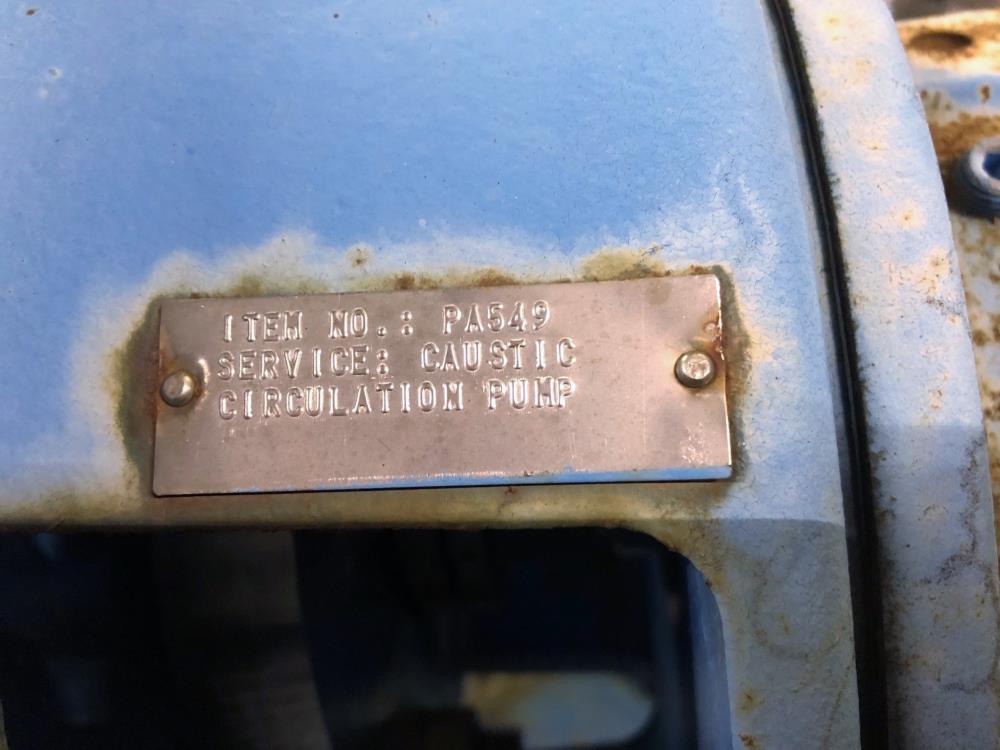 ITEM NO.: PA549
SERVICE: CAUSTIC
CIRCULATION PUMP